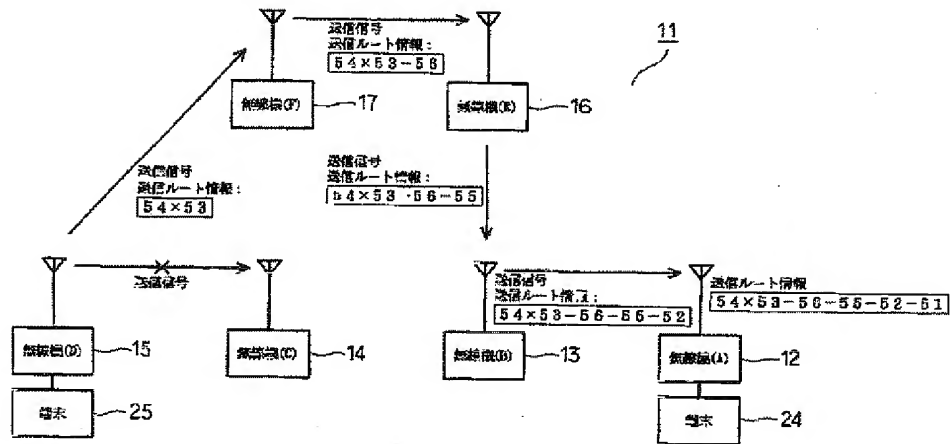 送信信号
送信ルート情報：
54×53-56
11
無線機(F)
17
無線機(E)
16
送信信号
送信ルート情報：
54×53
送信信号
送信ルート情報：
54×53-56-55
送信信号
送信信号
送信ルート情報：
54×53-56-55-52
送信ルート情報
54×53-56-55-52-51
無線機(D)
15
無線機(C)
14
無線機(B)
13
無線機(A)
12
端末
25
端末
24